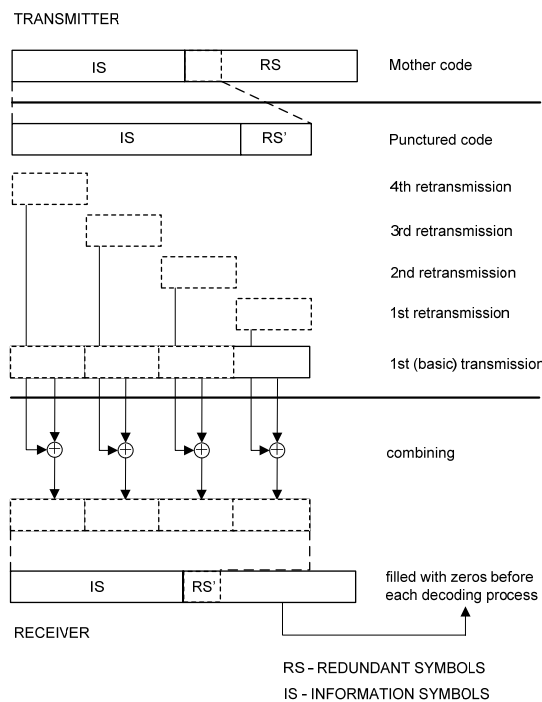 TRANSMITTER
IS RS Mother code
IS RS' Punctured code
4th retransmission
3rd retransmission
2nd retransmission
1st retransmission
1st (basic) transmission
combining
IS RS' filled with zeros before
each decoding process
RECEIVER
RS - REDUNDANT SYMBOLS
IS - INFORMATION SYMBOLS